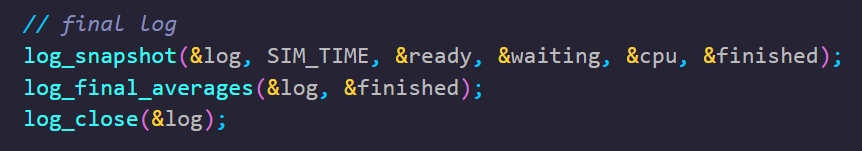 // final log
log_snapshot(&log, SIM_TIME, &ready, &waiting, &cpu, &finished);
log_final_averages(&log, &finished);
log_close(&log);